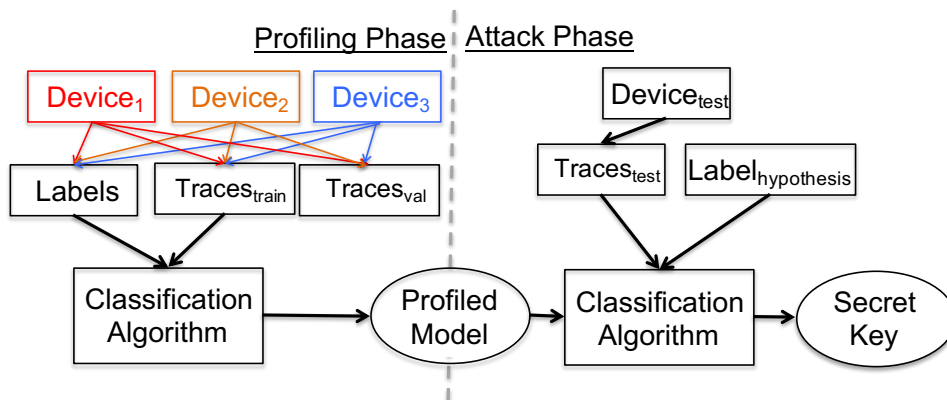 Profiling Phase
Attack Phase
Device1
Device2
Device3
Devicetest
Labels
Tracestrain
Tracesval
Tracestest
Labelhypothesis
Classification
Algorithm
Profiled
Model
Classification
Algorithm
Secret
Key